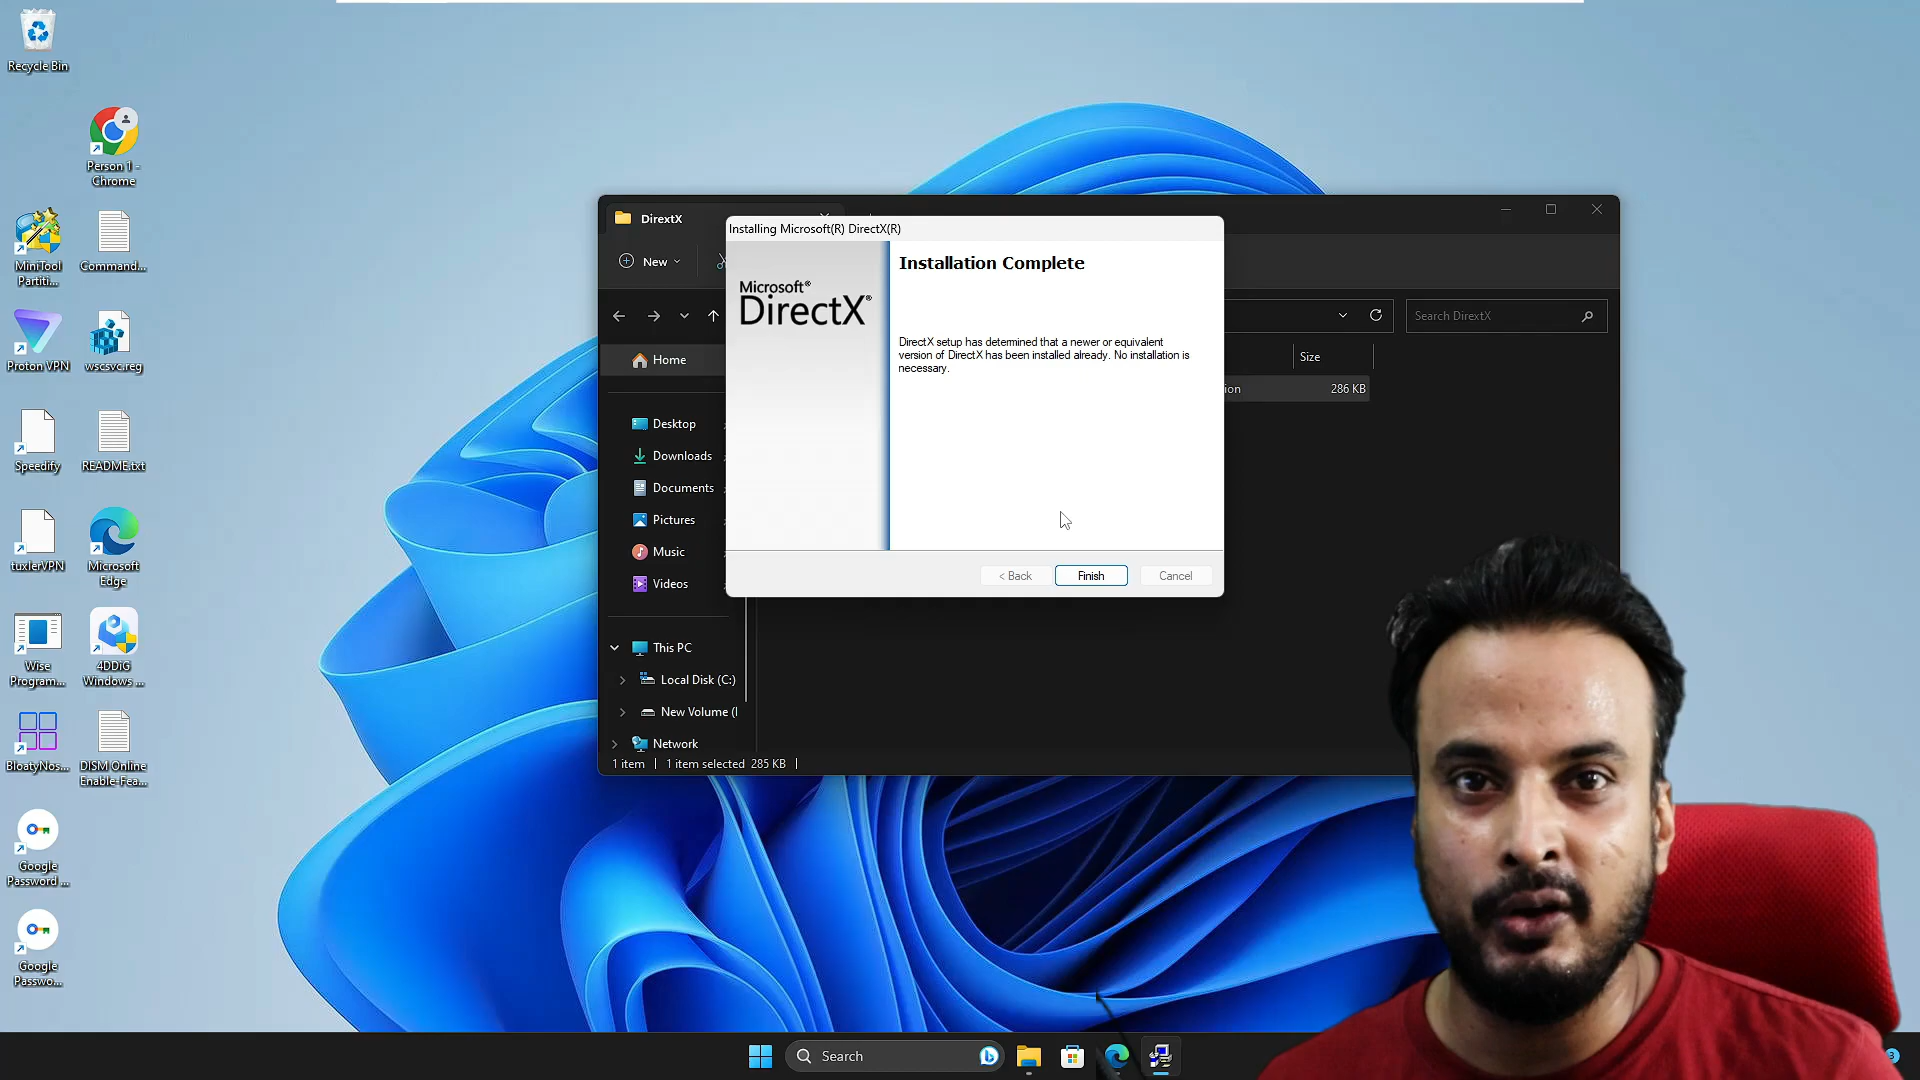 Recycle Bin
Person 1 -
Chrome
MiniTool
Partiti...
Command...
Proton VPN
wscsvc.reg
Speedify
README.txt
tuxlerVPN
Microsoft
Edge
Wise
Program...
4DDiG
Windows ...
BloatyNos...
DISM Online
Enable-Fea...
Google
Password ...
Google
Passwo...
DirextX
New
Search DirextX
Home
Size
ion
286 KB
Desktop
Downloads
Documents
Pictures
Music
Videos
This PC
Local Disk (C:)
New Volume (
Network
1 item
1 item selected 285 KB
Installing Microsoft(R) DirectX(R)
Microsoft®
DirectX®
Installation Complete
DirectX setup has determined that a newer or equivalent
version of DirectX has been installed already. No installation is
necessary.
< Back
Finish
Cancel
Search
3